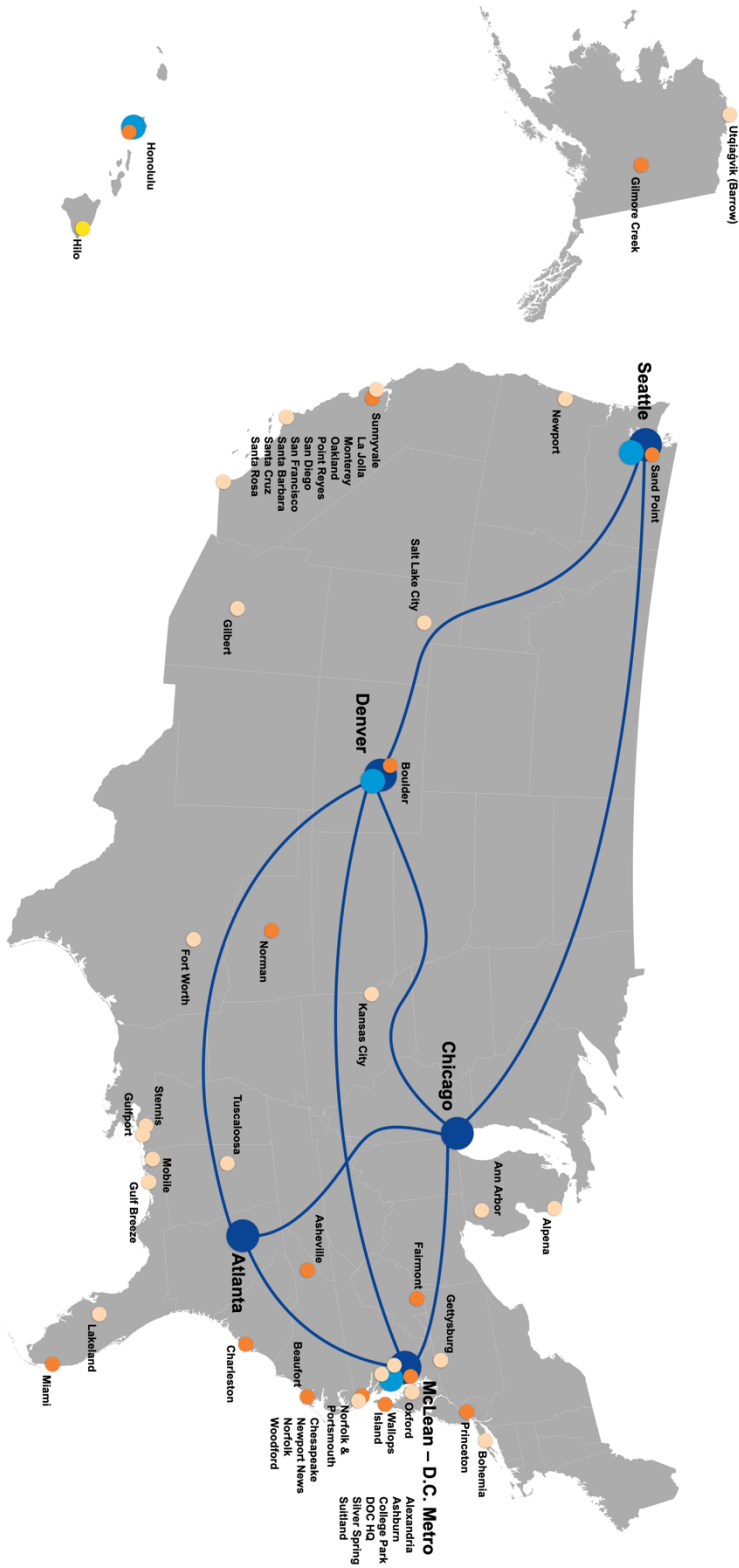 Utqiaġvik (Barrow)
Gilmore Creek
Honolulu
Hilo
Seattle
Sand Point
Newport
Sunnyvale
La Jolla
Monterey
Oakland
Point Reyes
San Diego
San Francisco
Santa Barbara
Santa Cruz
Santa Rosa
Salt Lake City
Gilbert
Denver
Boulder
Norman
Fort Worth
Kansas City
Chicago
Ann Arbor
Alpena
Stennis
Gulfport
Mobile
Gulf Breeze
Tuscaloosa
Atlanta
Asheville
Fairmont
Gettysburg
Lakeland
Miami
Charleston
Beaufort
Norfolk &
Portsmouth
Chesapeake
Newport News
Norfolk
Woodford
Wallops
Island
Oxford
McLean – D.C. Metro
Alexandria
Ashburn
College Park
DOC HQ
Silver Spring
Suitland
Princeton
Bohemia